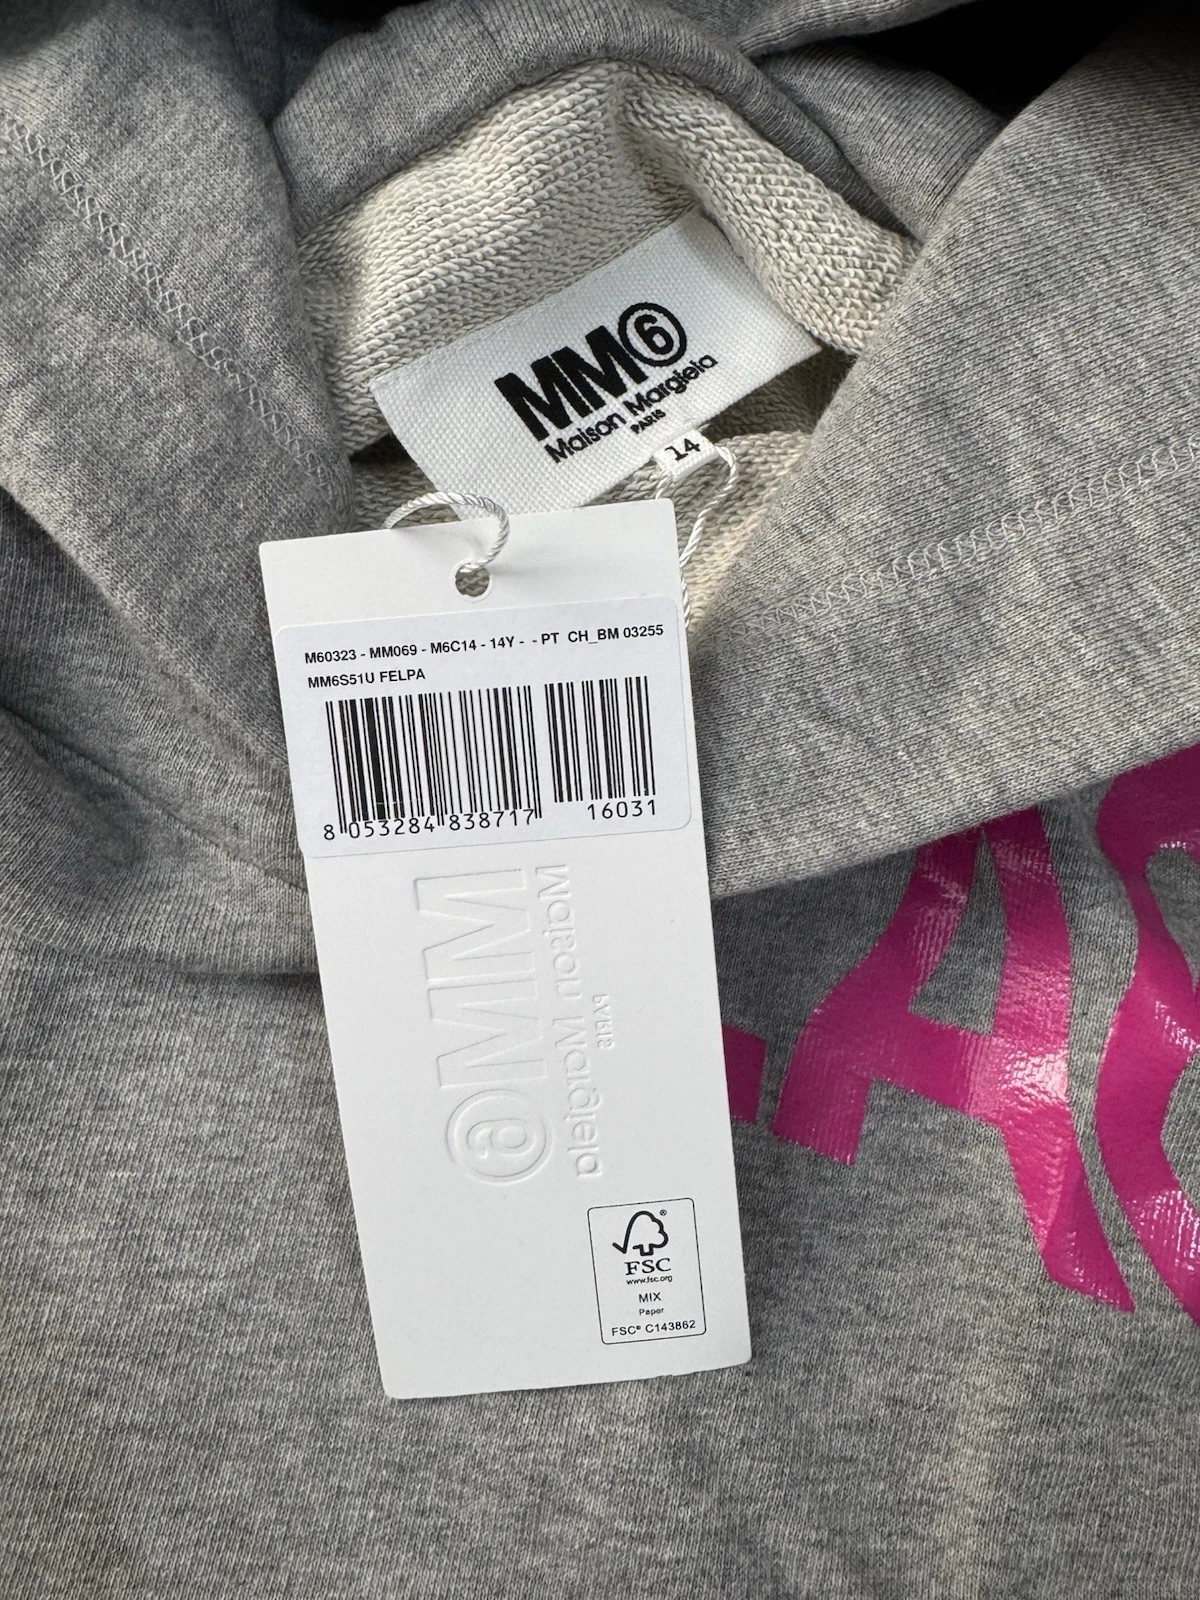 MM6
Maison Margiela
PARIS
14
M60323 - MM069 - M6C14 - 14Y - - PT CH_BM 03255
MM6S51U FELPA
8 053284 838717
16031
MM6
Maison Margiela
PARIS
FSC®
www.fsc.org
MIX
Paper
FSC® C143862